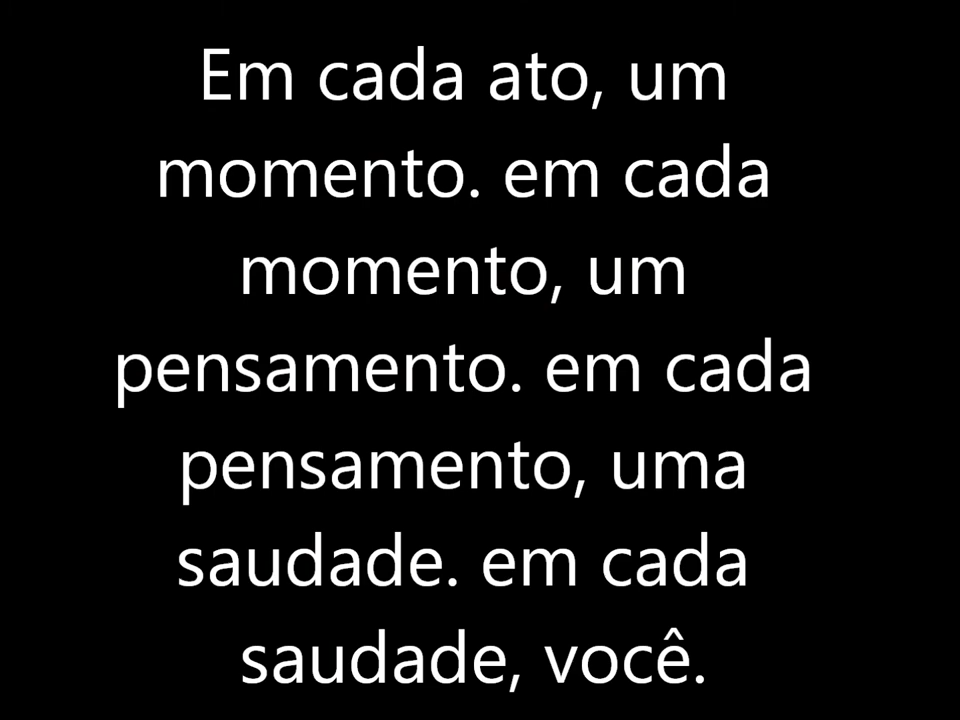 Em cada ato, um
momento. em cada
momento, um
pensamento. em cada
pensamento, uma
saudade. em cada
saudade, você.